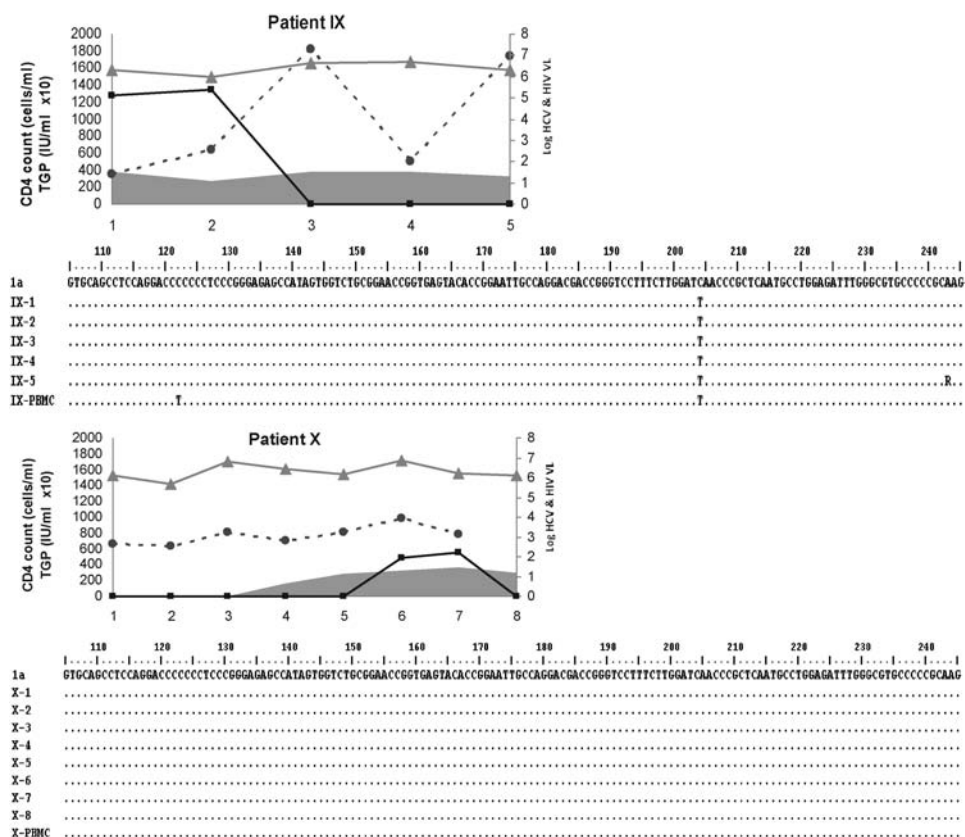 Patient IX
2000
1800
1600
1400
1200
1000
800
600
400
200
0
CD4 count (cells/ml)
TGP (IU/ml x10)
8
7
6
5
4
3
2
1
0
Log HCV & HIV VL
1 2 3 4 5
110 120 130 140 150 160 170 180 190 200 210 220 230 240
1a GTGCAGCCTCCAGGACCCCCCCTCCCGGGAGAGCCATAGTGGTCTGCGGAACCGGTGAGTACACCGGAATTGCCAGGACGACCGGGTCCTTTCTTGGATCAACCCGCTCAATGCCTGGAGATTTGGGCGTGCCCCCGCAAG
IX-1 T
IX-2 T
IX-3 T
IX-4 T
IX-5 T R
IX-PBMC T T
Patient X
2000
1800
1600
1400
1200
1000
800
600
400
200
0
CD4 count (cells/ml)
TGP (IU/ml x10)
8
7
6
5
4
3
2
1
0
Log HCV & HIV VL
1 2 3 4 5 6 7 8
110 120 130 140 150 160 170 180 190 200 210 220 230 240
1a GTGCAGCCTCCAGGACCCCCCCTCCCGGGAGAGCCATAGTGGTCTGCGGAACCGGTGAGTACACCGGAATTGCCAGGACGACCGGGTCCTTTCTTGGATCAACCCGCTCAATGCCTGGAGATTTGGGCGTGCCCCCGCAAG
X-1
X-2
X-3
X-4
X-5
X-6
X-7
X-8
X-PBMC